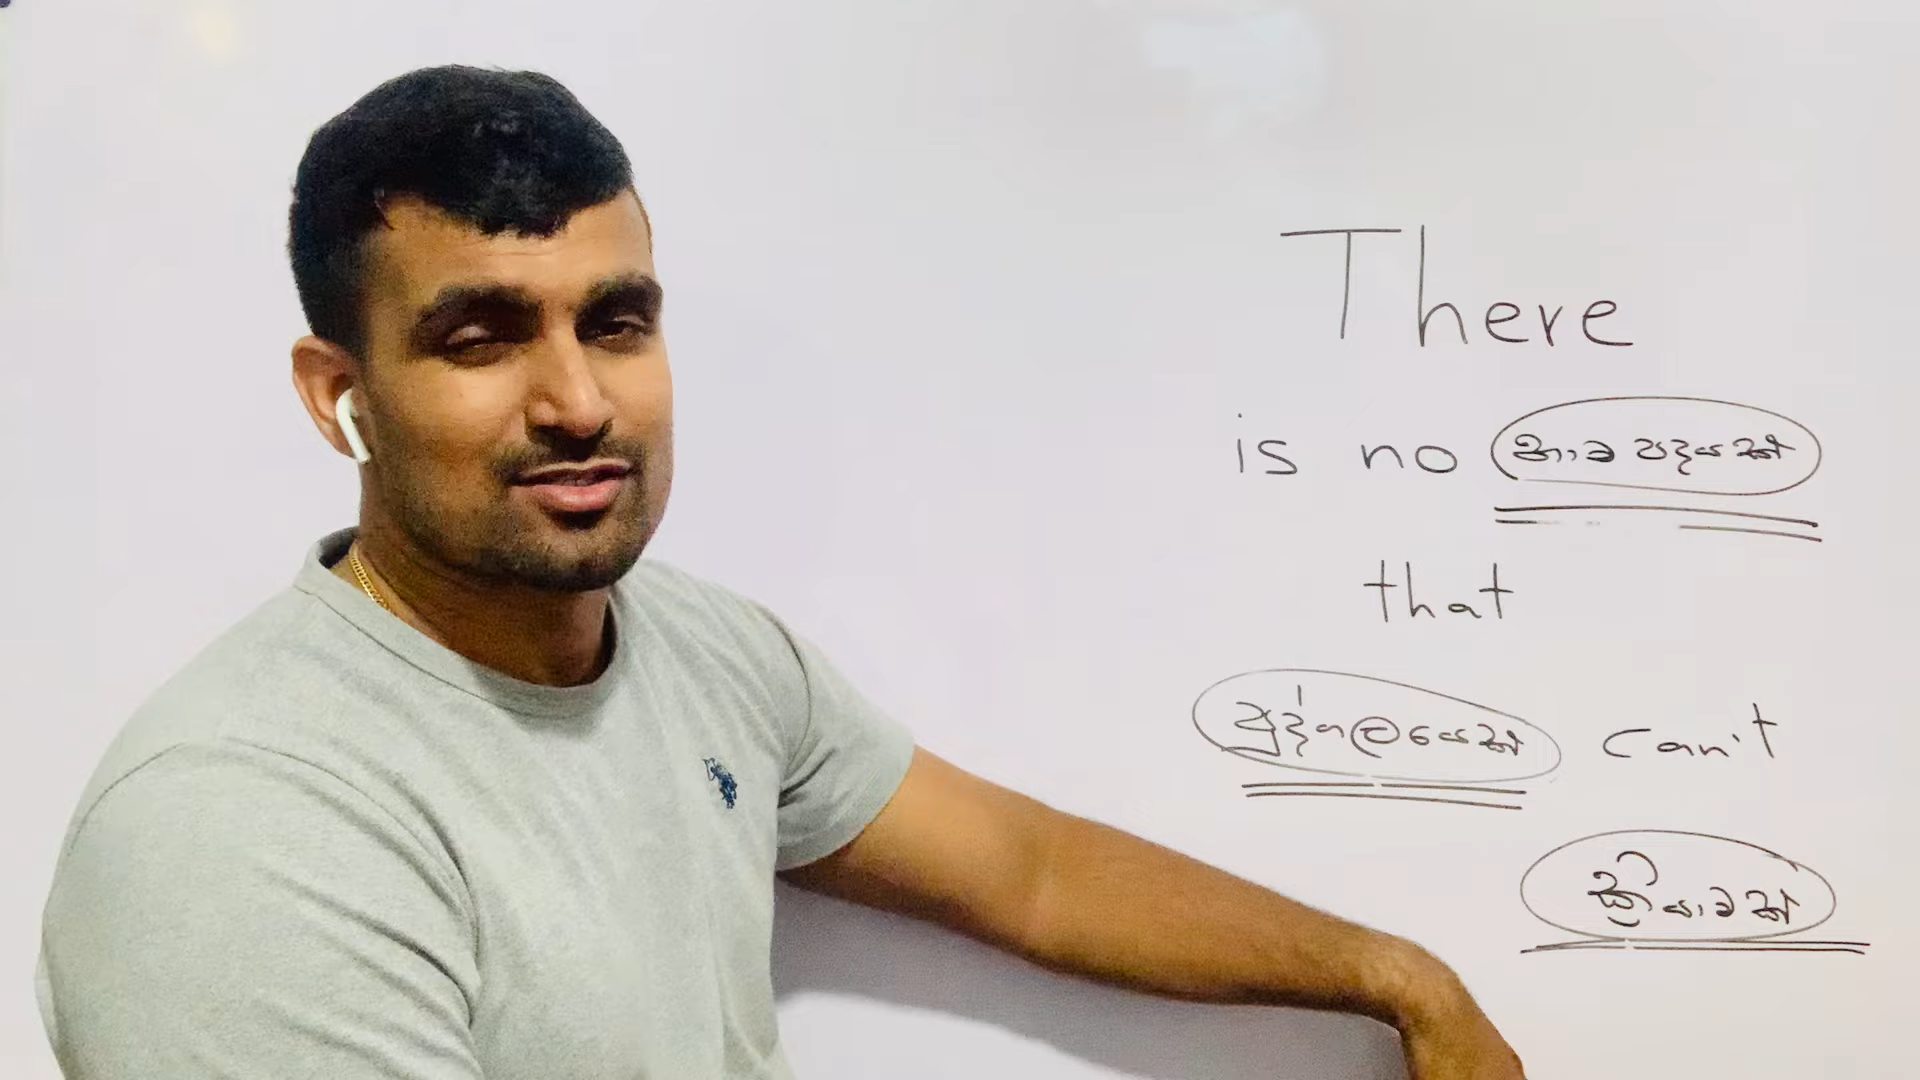 There
is no නාම පදයක්
that
පුද්ගලයෙක් can't
ක්‍රියාවක්